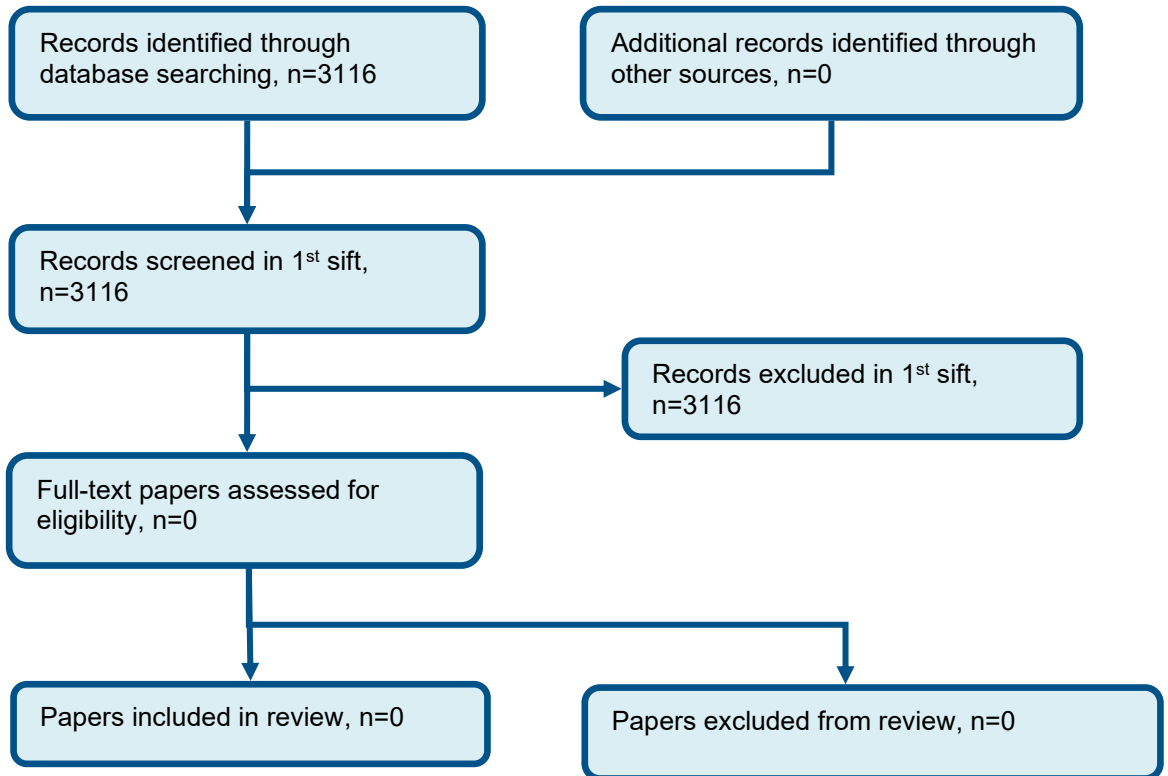 Records identified through
database searching, n=3116
Additional records identified through
other sources, n=0
Records screened in 1st sift,
n=3116
Records excluded in 1st sift,
n=3116
Full-text papers assessed for
eligibility, n=0
Papers included in review, n=0
Papers excluded from review, n=0